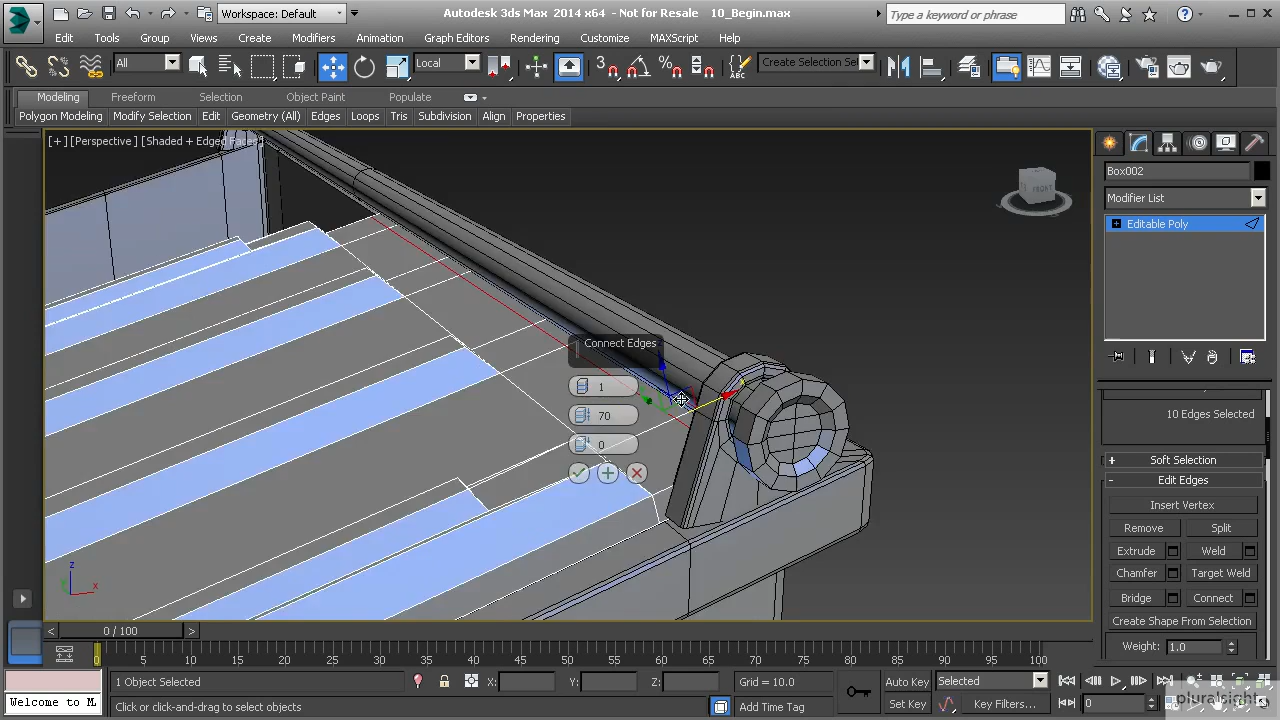 Workspace: Default
Autodesk 3ds Max 2014 x64 - Not for Resale 10_Begin.max
Type a keyword or phrase
Edit Tools Group Views Create Modifiers Animation Graph Editors Rendering Customize MAXScript Help
All Local 3 Create Selection Se
Modeling Freeform Selection Object Paint Populate
Polygon Modeling Modify Selection Edit Geometry (All) Edges Loops Tris Subdivision Align Properties
[+] [Perspective] [Shaded + Edged Faces]
FRONT
Box002
Modifier List
Editable Poly
Connect Edges
1
70
0
10 Edges Selected
+ Soft Selection
- Edit Edges
Insert Vertex
Remove Split
Extrude Weld
Chamfer Target Weld
Bridge Connect
Create Shape From Selection
Weight: 1.0
z
x
< 0 / 100 >
0 5 10 15 20 25 30 35 40 45 50 55 60 65 70 75 80 85 90 95 100
1 Object Selected X: Y: Z: Grid = 10.0 Auto Key Selected
Welcome to M Click or click-and-drag to select objects Add Time Tag Set Key Key Filters... 0
pluralsight